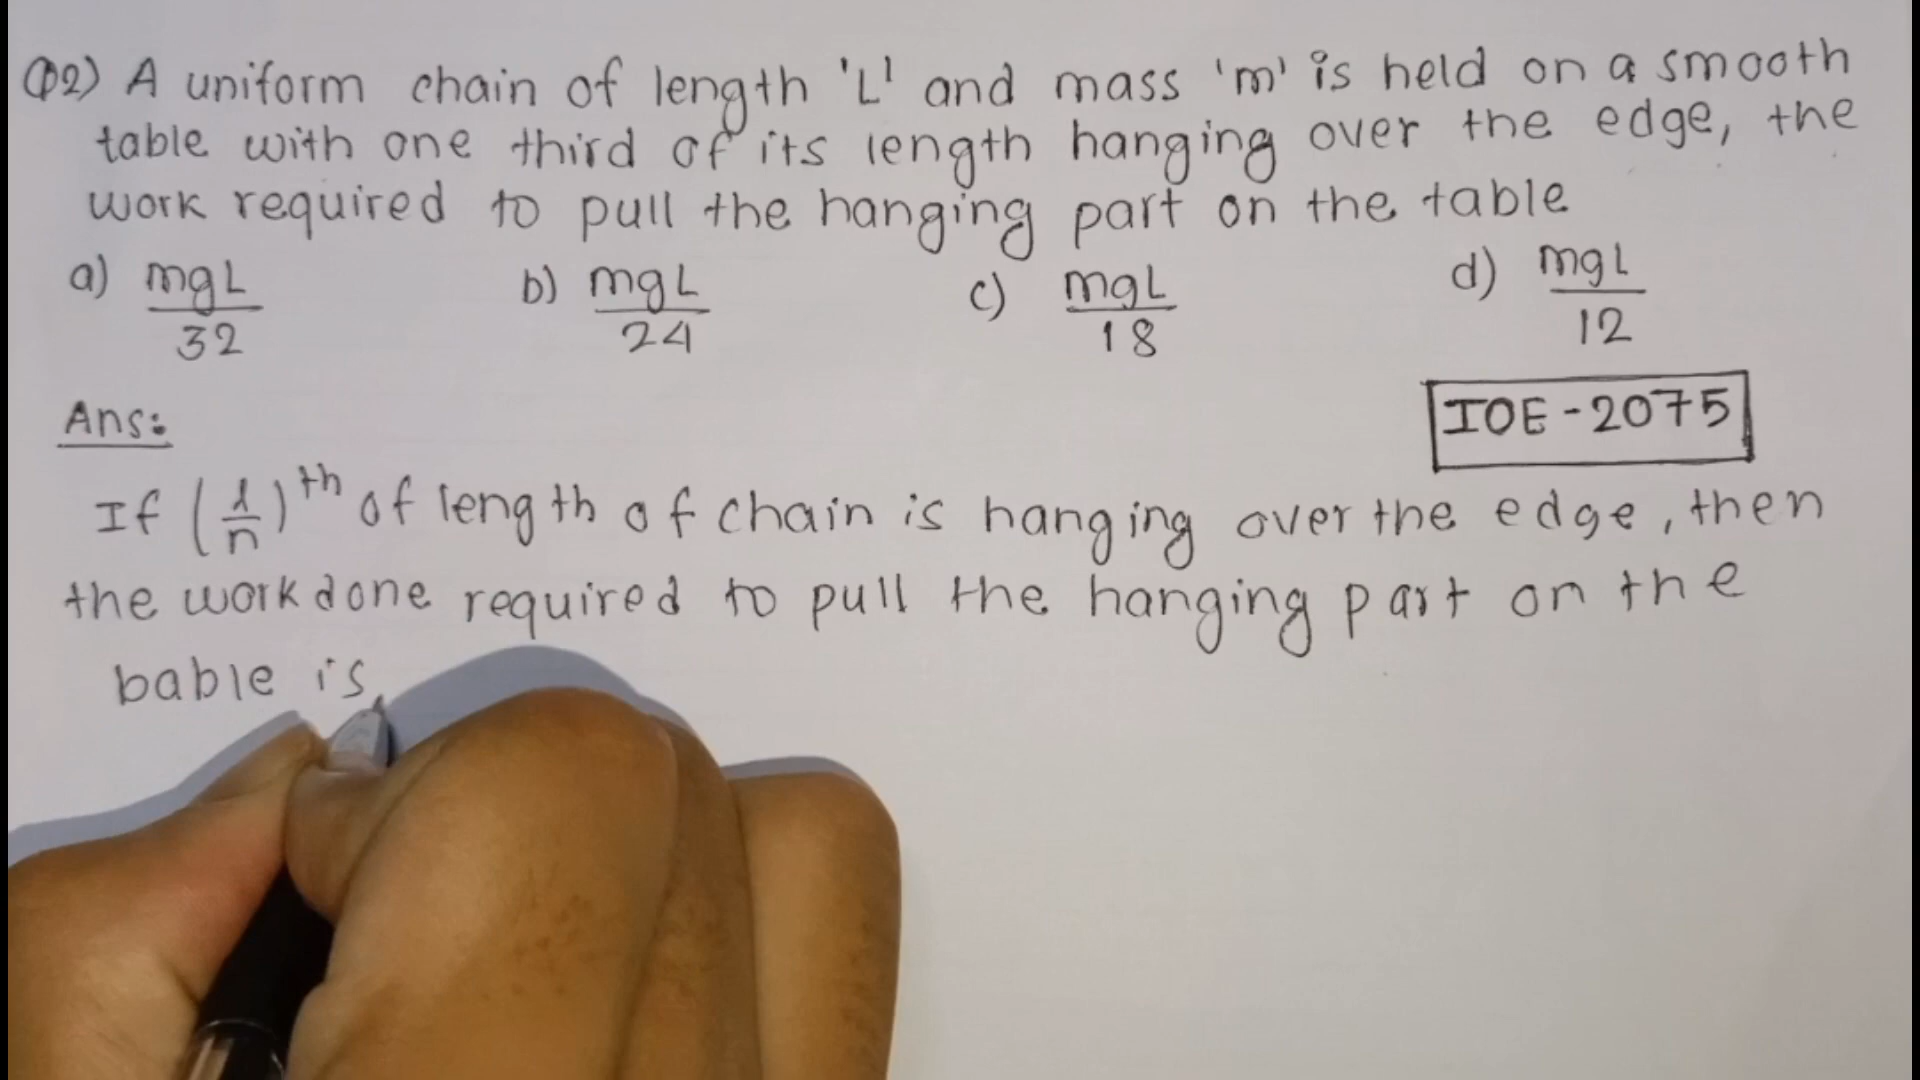 Q2) A uniform chain of length 'L' and mass 'm' is held on a smooth
table with one third of its length hanging over the edge, the
work required to pull the hanging part on the table
a) mgL/32 b) mgL/24 c) mgL/18 d) mgL/12
Ans:
IOE-2075
If (1/n)th of length of chain is hanging over the edge, then
the workdone required to pull the hanging part on the
bable is,